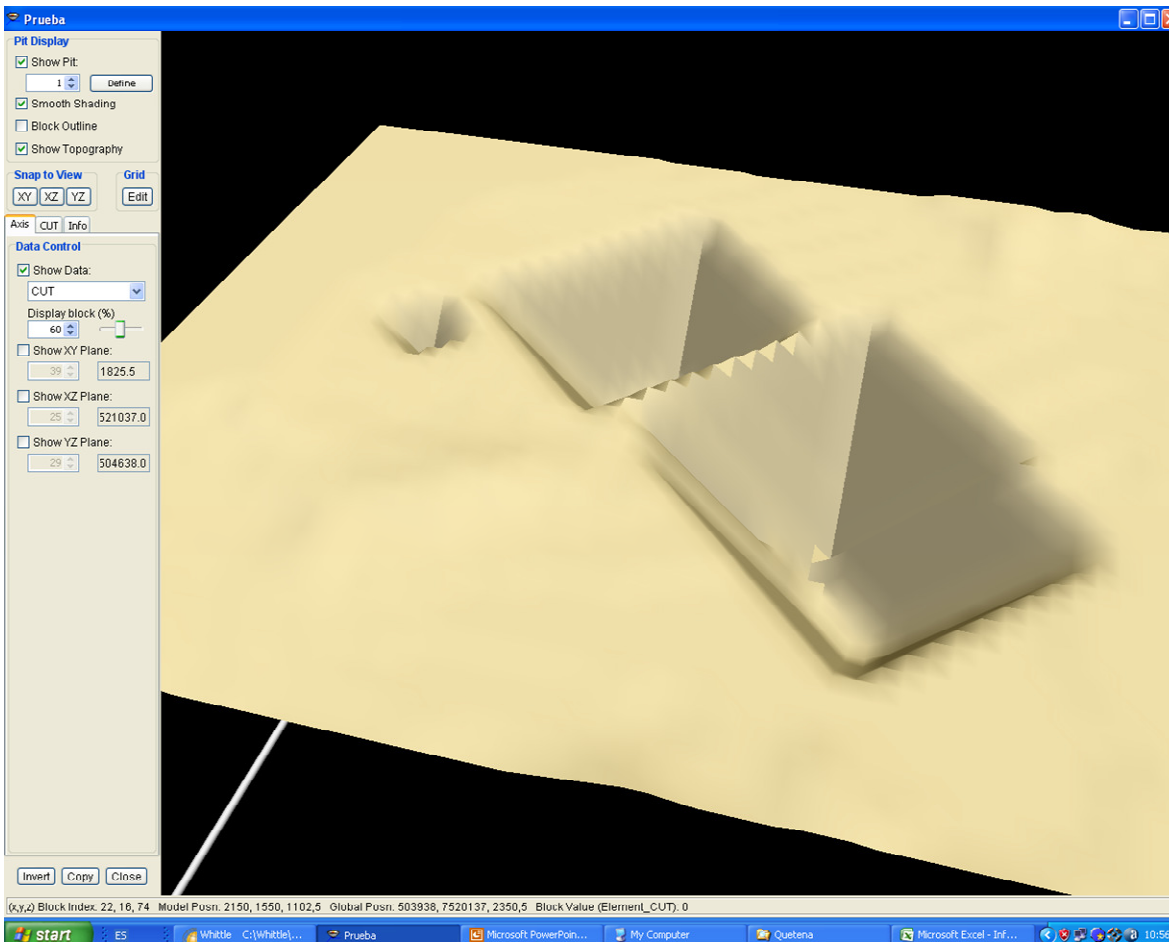 Prueba
Pit Display
Show Pit:
1
Define
Smooth Shading
Block Outline
Show Topography
Snap to View
Grid
XY
XZ
YZ
Edit
Axis
CUT
Info
Data Control
Show Data:
CUT
Display block (%)
60
Show XY Plane:
39
1825.5
Show XZ Plane:
25
521037.0
Show YZ Plane:
29
504638.0
Invert
Copy
Close
(x,y,z) Block Index: 22, 16, 74 Model Posn: 2150, 1550, 1102,5 Global Posn: 503938, 7520137, 2350,5 Block Value (Element_CUT): 0
start
ES
Whittle C:\Whittle\...
Prueba
Microsoft PowerPoin...
My Computer
Quetena
Microsoft Excel - Inf...
10:56